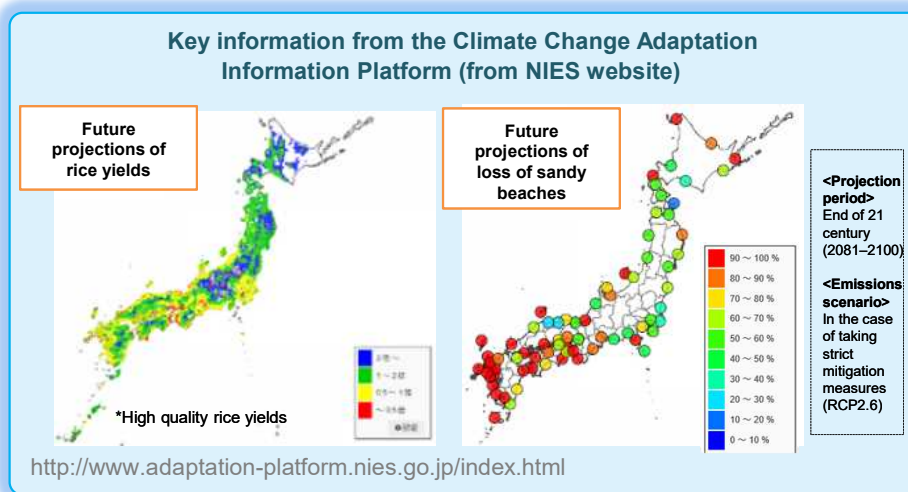 Key information from the Climate Change Adaptation
Information Platform (from NIES website)
Future
projections of
rice yields
*High quality rice yields
Future
projections of
loss of sandy
beaches
90 ～ 100 %
80 ～ 90 %
70 ～ 80 %
60 ～ 70 %
50 ～ 60 %
40 ～ 50 %
30 ～ 40 %
20 ～ 30 %
10 ～ 20 %
0 ～ 10 %
<Projection
period>
End of 21
century
(2081–2100)
<Emissions
scenario>
In the case
of taking
strict
mitigation
measures
(RCP2.6)
http://www.adaptation-platform.nies.go.jp/index.html